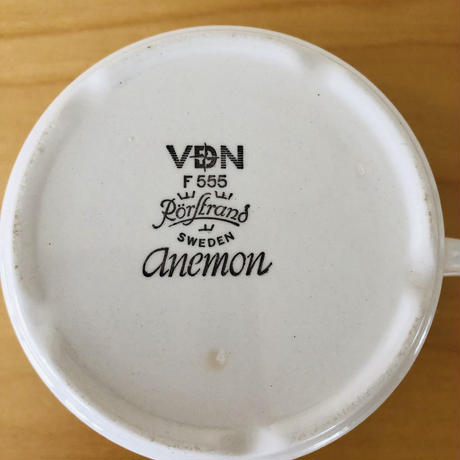 VDN
F 555
Rörstrand
SWEDEN
anemon